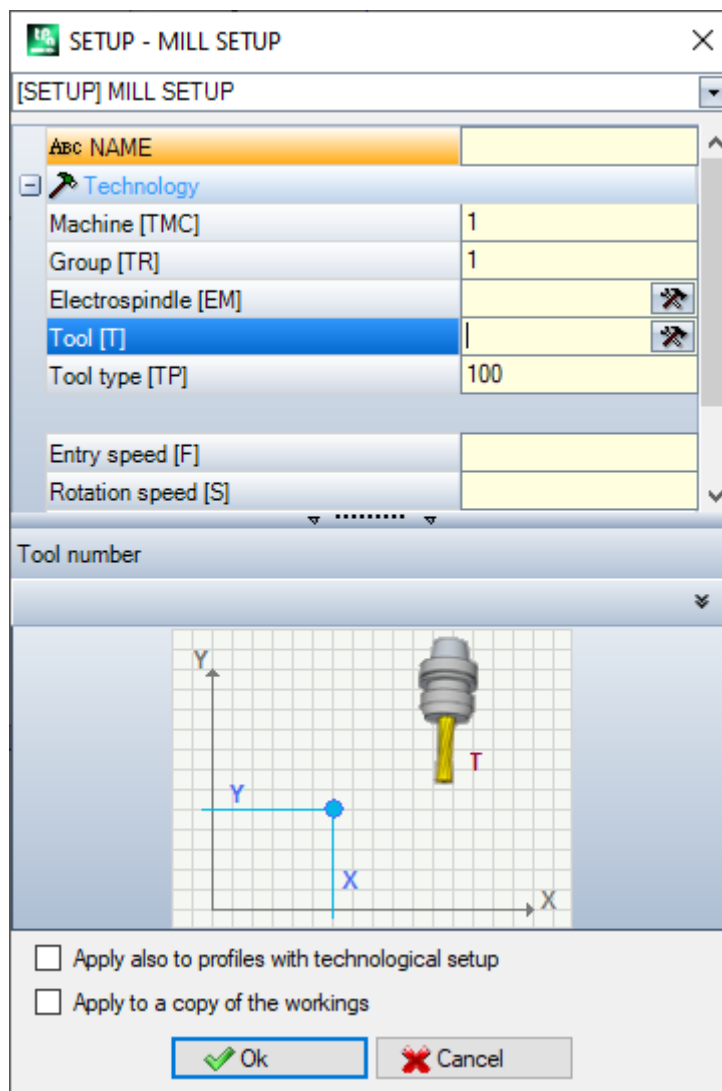 SETUP - MILL SETUP
[SETUP] MILL SETUP
ABC NAME
Technology
Machine [TMC] 1
Group [TR] 1
Electrospindle [EM]
Tool [T]
Tool type [TP] 100
Entry speed [F]
Rotation speed [S]
Tool number
Y
T
Y
X
X
Apply also to profiles with technological setup
Apply to a copy of the workings
Ok Cancel